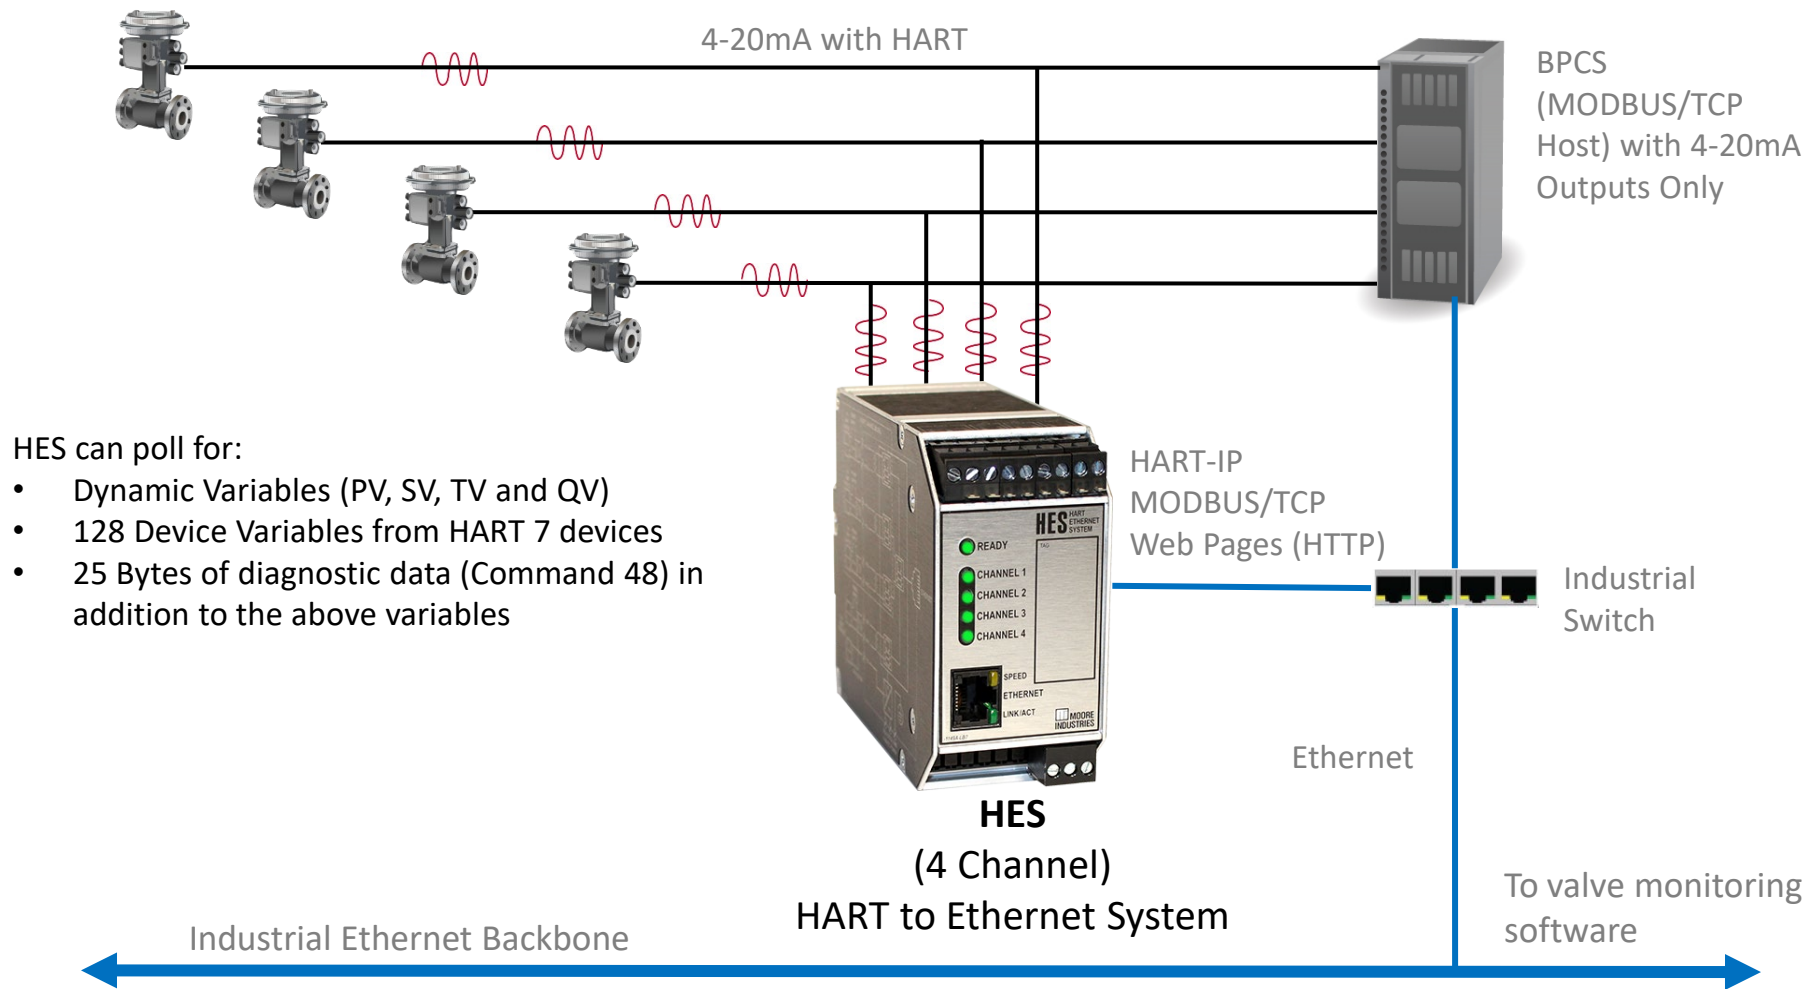 4-20mA with HART
BPCS
(MODBUS/TCP
Host) with 4-20mA
Outputs Only
HES can poll for:
• Dynamic Variables (PV, SV, TV and QV)
• 128 Device Variables from HART 7 devices
• 25 Bytes of diagnostic data (Command 48) in
addition to the above variables
HART-IP
MODBUS/TCP
Web Pages (HTTP)
HES HART
ETHERNET
SYSTEM
READY
TAG
CHANNEL 1
CHANNEL 2
CHANNEL 3
CHANNEL 4
SPEED
ETHERNET
LINK/ACT
MOORE
INDUSTRIES
Industrial
Switch
Ethernet
HES
(4 Channel)
HART to Ethernet System
To valve monitoring
software
Industrial Ethernet Backbone